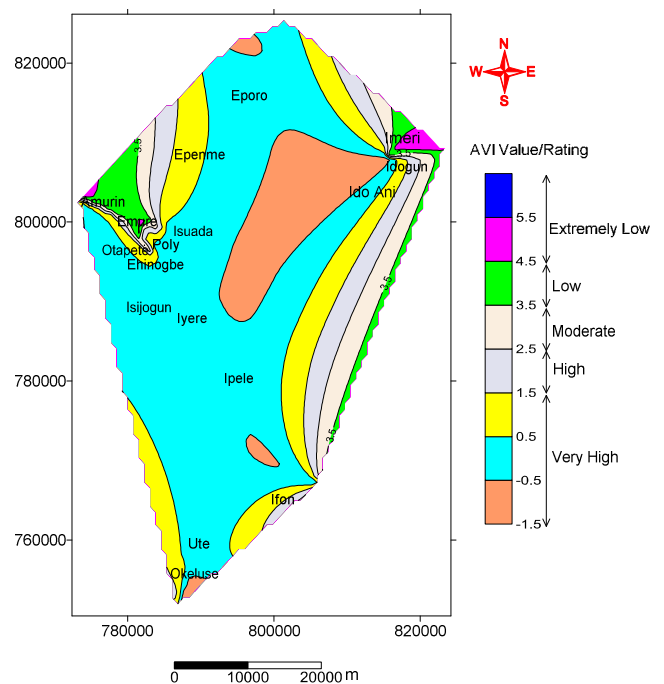 820000
800000
780000
760000
780000
800000
820000
Eporo
Epenme
3.5
Imeri
3.5
Idogun
Ido Ani
Amurin
Isuada
Poly
Otapete
Ehinogbe
Isijogun
Iyere
3.5
Ipele
3.5
Ifon
Ute
Okeluse
N
W
E
S
AVI Value/Rating
5.5
Extremely Low
4.5
Low
3.5
Moderate
2.5
High
1.5
0.5
Very High
-0.5
-1.5
0
10000
20000 m